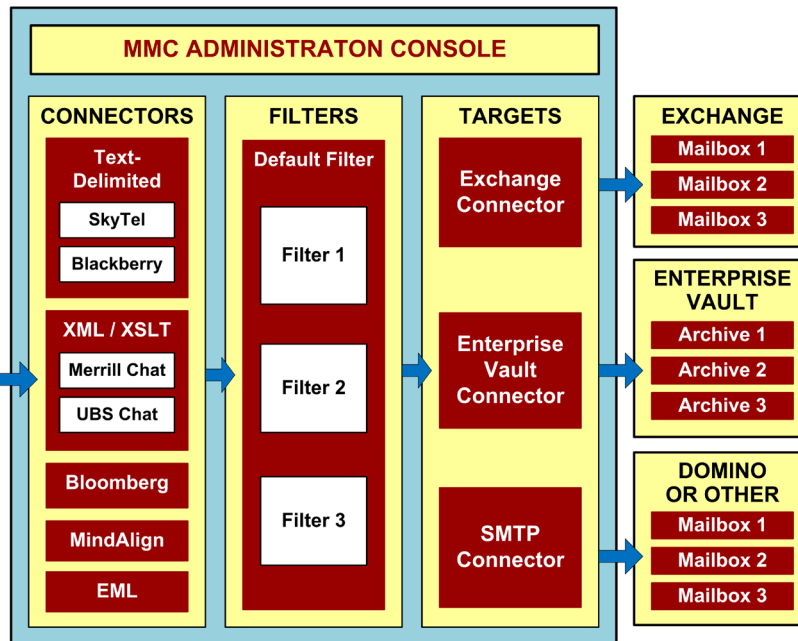 MMC ADMINISTRATON CONSOLE
CONNECTORS
Text-
Delimited
SkyTel
Blackberry
XML / XSLT
Merrill Chat
UBS Chat
Bloomberg
MindAlign
EML
FILTERS
Default Filter
Filter 1
Filter 2
Filter 3
TARGETS
Exchange
Connector
Enterprise
Vault
Connector
SMTP
Connector
EXCHANGE
Mailbox 1
Mailbox 2
Mailbox 3
ENTERPRISE
VAULT
Archive 1
Archive 2
Archive 3
DOMINO
OR OTHER
Mailbox 1
Mailbox 2
Mailbox 3